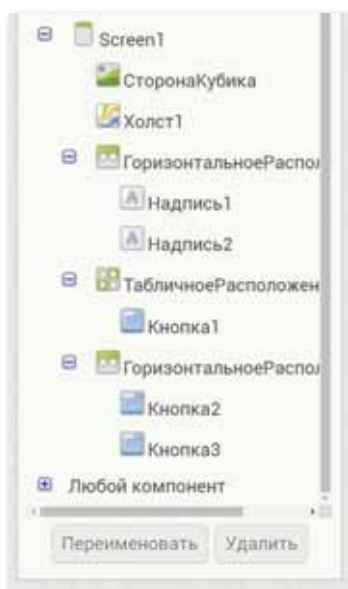 Screen1
СторонаКубика
Холст1
ГоризонтальноеРаспол
Надпись1
Надпись2
ТабличноеРасположен
Кнопка1
ГоризонтальноеРаспол
Кнопка2
Кнопка3
Любой компонент
Переименовать Удалить